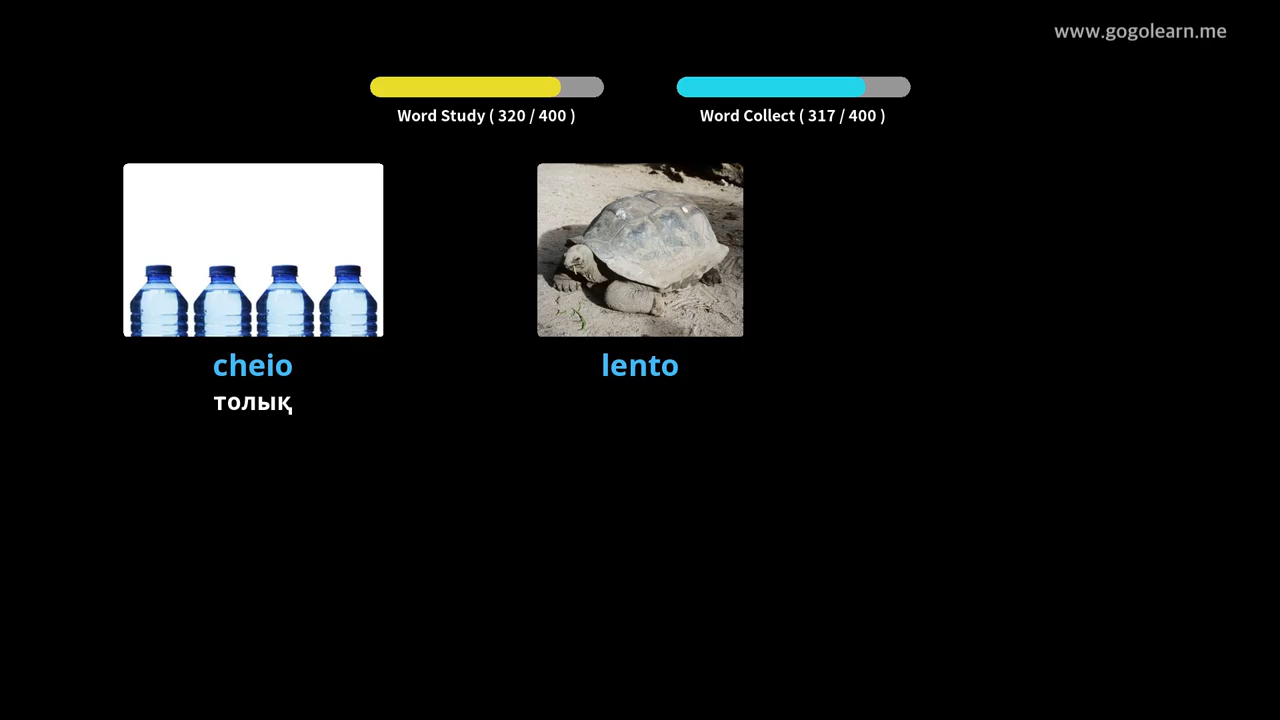 www.gogolearn.me
Word Study ( 320 / 400 )
Word Collect ( 317 / 400 )
cheio
толық
lento